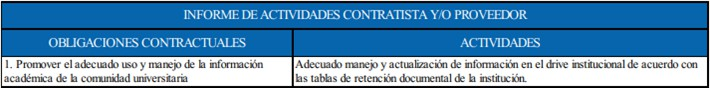 INFORME DE ACTIVIDADES CONTRATISTA Y/O PROVEEDOR
OBLIGACIONES CONTRACTUALES
ACTIVIDADES
1. Promover el adecuado uso y manejo de la información
académica de la comunidad universitaria
Adecuado manejo y actualización de información en el drive institucional de acuerdo con
las tablas de retención documental de la institución.